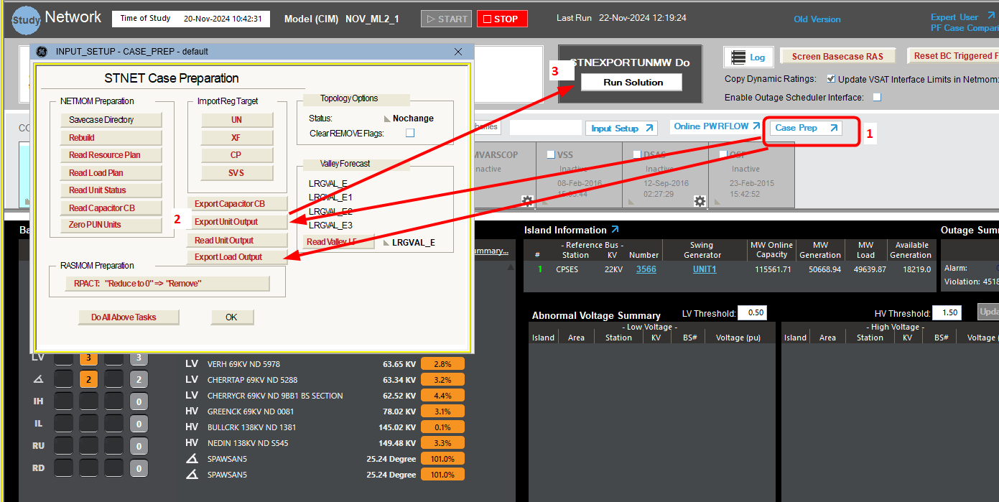 Study Network
Time of Study 20-Nov-2024 10:42:31
Model (CIM) NOV_ML2_1
START
STOP
Last Run 22-Nov-2024 12:19:24
Old Version
Expert User
PF Case Compari
INPUT_SETUP - CASE_PREP - default
STNET Case Preparation
NETMOM Preparation
Savecase Directory
Rebuild
Read Resource Plan
Read Load Plan
Read Unit Status
Read Capacitor CB
Zero PUN Units
Import Reg Target
UN
XF
CP
SVS
2
Export Capacitor CB
Export Unit Output
Read Unit Output
Export Load Output
Topology Options
Status: Nochange
Clear REMOVE Flags:
Valley Forecast
LRGVAL_E
LRGVAL_E1
LRGVAL_E2
LRGVAL_E3
Read Valley LF
LRGVAL_E
RASMOM Preparation
RPACT: "Reduce to 0" => "Remove"
Do All Above Tasks
OK
3
STNEXPORTUNMW Do
Run Solution
Log
Screen Basecase RAS
Reset BC Triggered F
Copy Dynamic Ratings:
Update VSAT Interface Limits in Netmom:
Enable Outage Scheduler Interface:
Input Setup
Online PWRFLOW
Case Prep
1
MVARSCOP
nactive
VSS
Inactive
08-Feb-2016
15:05:44
DSAS
Inactive
12-Sep-2016
02:27:29
OSP
Inactive
23-Feb-2015
15:42:52
Ba
ummary...
Island Information
- Reference Bus -
# Station KV Number
Swing
Generator
MW Online
Capacity
MW
Generation
MW
Load
Available
Generation
1 CPSES 22KV 3566 UNIT1 115561.71 50668.94 49639.87 18219.0
Outage Summ
Alarm:
Violation: 4518
Abnormal Voltage Summary
LV Threshold: 0.50
HV Threshold: 1.50
Upda
- Low Voltage -
Island Area Station KV BS# Voltage (pu)
- High Voltage -
Island Area Station KV BS# Voltage (
LV 3 3
2 2
IH 0
IL 0
RU 0
RD 0
LV VERH 69KV ND 5978 63.65 KV 2.8%
LV CHERRTAP 69KV ND 5288 63.34 KV 3.2%
LV CHERRYCR 69KV ND 9BB1 BS SECTION 62.52 KV 4.4%
HV GREENCK 69KV ND 0081 78.02 KV 3.1%
HV BULLCRK 138KV ND 1381 145.02 KV 0.1%
HV NEDIN 138KV ND S545 149.48 KV 3.3%
SPAWSAN5 25.24 Degree 101.0%
SPAWSAN5 25.24 Degree 101.0%